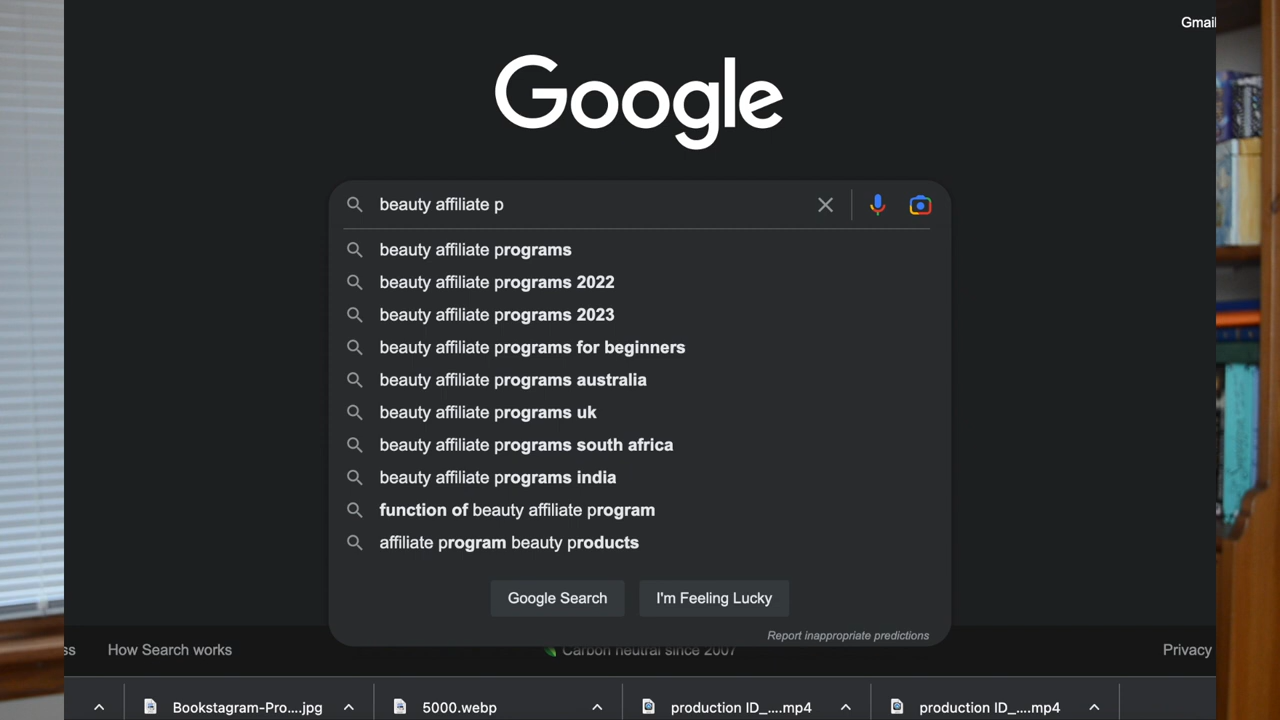 Gmail
Google
beauty affiliate p
beauty affiliate programs
beauty affiliate programs 2022
beauty affiliate programs 2023
beauty affiliate programs for beginners
beauty affiliate programs australia
beauty affiliate programs uk
beauty affiliate programs south africa
beauty affiliate programs india
function of beauty affiliate program
affiliate program beauty products
Google Search
I'm Feeling Lucky
Report inappropriate predictions
ss
How Search works
Carbon neutral since 2007
Privacy
Bookstagram-Pro....jpg
5000.webp
production ID_....mp4
production ID_....mp4